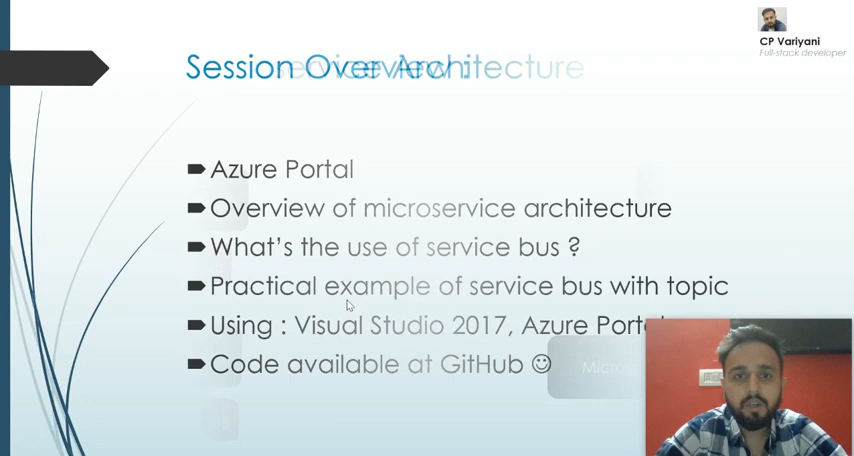 CP Variyani
Full-stack developer
Session Overview :
Architecture
Azure Portal
Overview of microservice architecture
What's the use of service bus ?
Practical example of service bus with topic
Using : Visual Studio 2017, Azure Portal
Code available at GitHub ☺